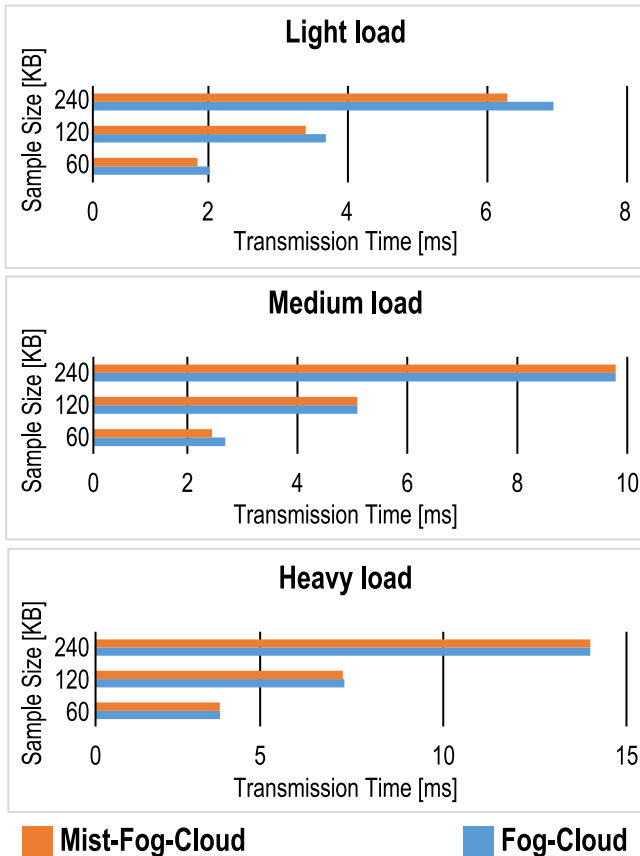 Light load
Sample Size [KB]
240
120
60
0 2 4 6 8
Transmission Time [ms]
Medium load
Sample Size [KB]
240
120
60
0 2 4 6 8 10
Transmission Time [ms]
Heavy load
Sample Size [KB]
240
120
60
0 5 10 15
Transmission Time [ms]
Mist-Fog-Cloud Fog-Cloud